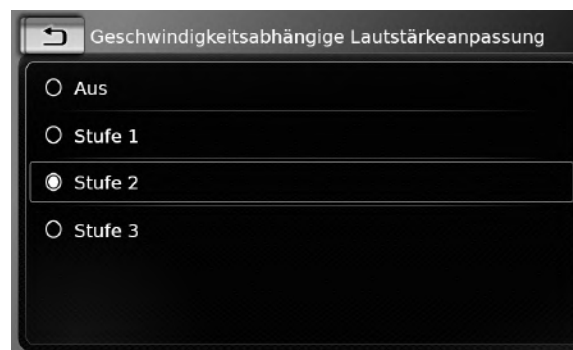 Geschwindigkeitsabhängige Lautstärkeanpassung
Aus
Stufe 1
Stufe 2
Stufe 3